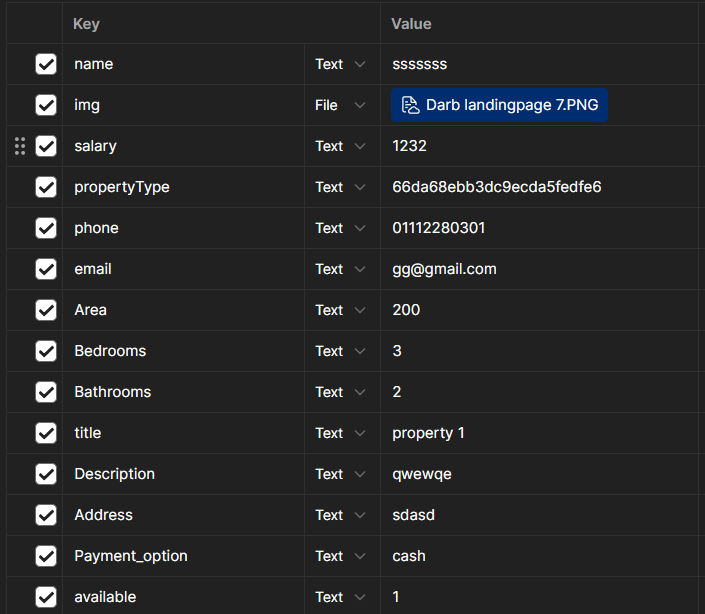 Key Value
name Text sssssss
img File Darb landingpage 7.PNG
salary Text 1232
propertyType Text 66da68ebb3dc9ecda5fedfe6
phone Text 01112280301
email Text gg@gmail.com
Area Text 200
Bedrooms Text 3
Bathrooms Text 2
title Text property 1
Description Text qwewqe
Address Text sdasd
Payment_option Text cash
available Text 1